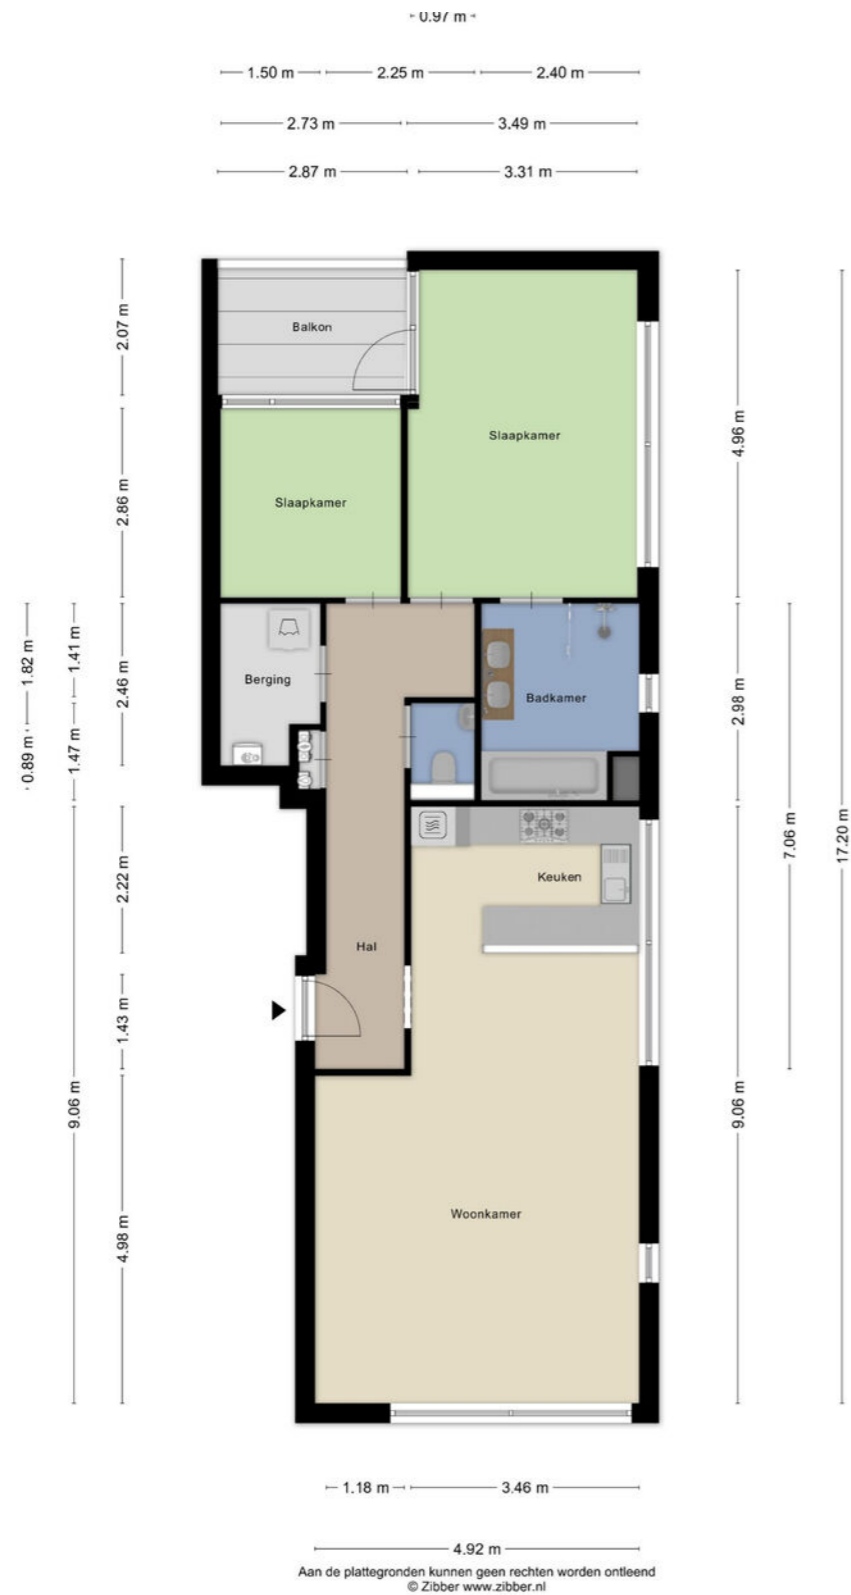 0.97 m
1.50 m
2.25 m
2.40 m
2.73 m
3.49 m
2.87 m
3.31 m
2.07 m
Balkon
4.96 m
Slaapkamer
2.86 m
Slaapkamer
1.82 m
1.41 m
2.46 m
Berging
Badkamer
2.98 m
0.89 m
1.47 m
7.06 m
17.20 m
2.22 m
Keuken
Hal
1.43 m
9.06 m
9.06 m
4.98 m
Woonkamer
1.18 m
3.46 m
4.92 m
Aan de plattegronden kunnen geen rechten worden ontleend
© Zibber www.zibber.nl